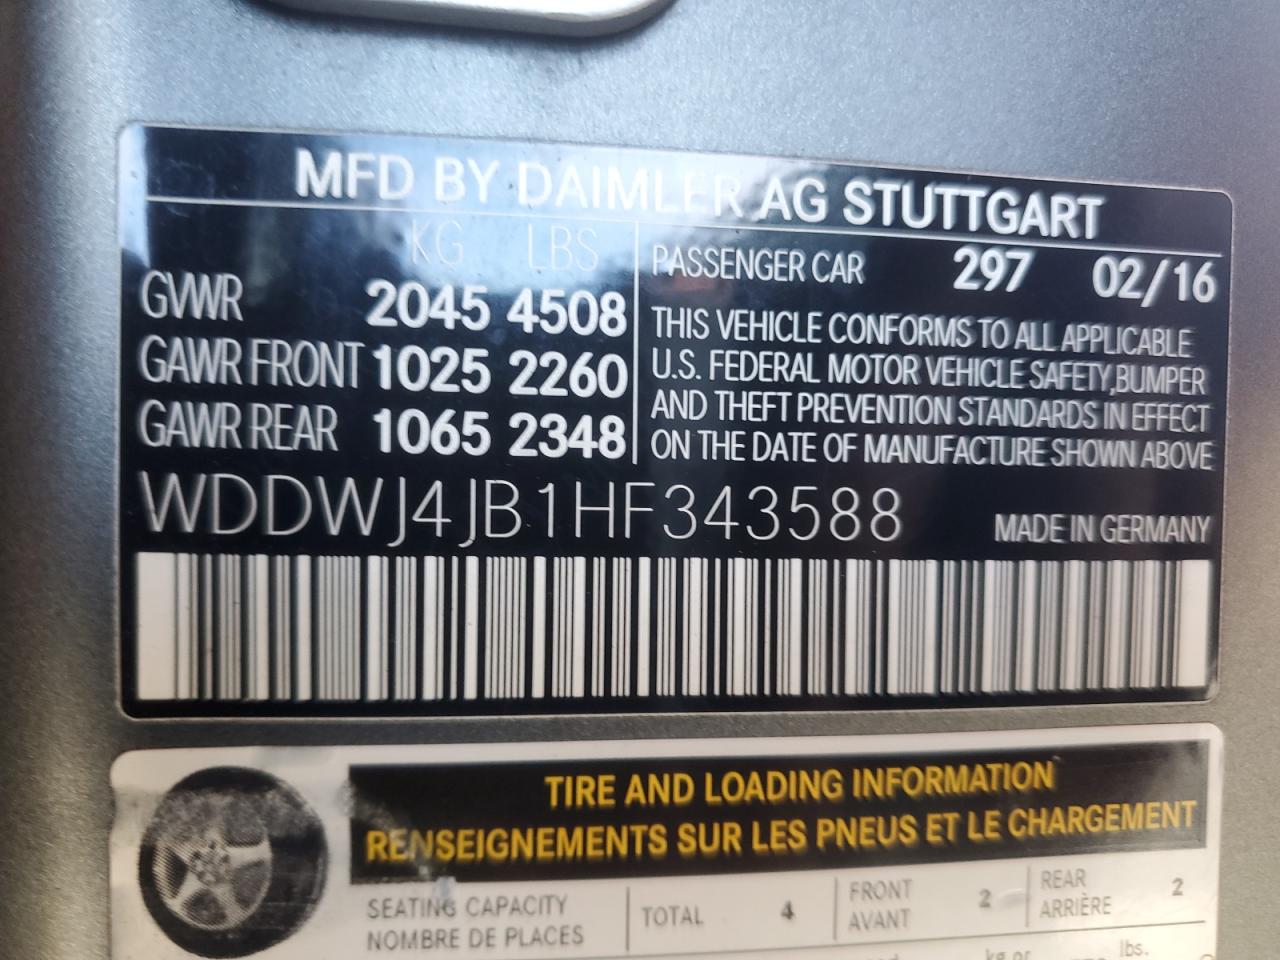 MFD BY DAIMLER AG STUTTGART
KG LBS
GVWR 2045 4508
GAWR FRONT 1025 2260
GAWR REAR 1065 2348
PASSENGER CAR 297 02/16
THIS VEHICLE CONFORMS TO ALL APPLICABLE
U.S. FEDERAL MOTOR VEHICLE SAFETY,BUMPER
AND THEFT PREVENTION STANDARDS IN EFFECT
ON THE DATE OF MANUFACTURE SHOWN ABOVE
WDDWJ4JB1HF343588
MADE IN GERMANY
TIRE AND LOADING INFORMATION
RENSEIGNEMENTS SUR LES PNEUS ET LE CHARGEMENT
SEATING CAPACITY
NOMBRE DE PLACES
TOTAL 4
FRONT
AVANT
2
REAR
ARRIÈRE
2
kg or
lbs.